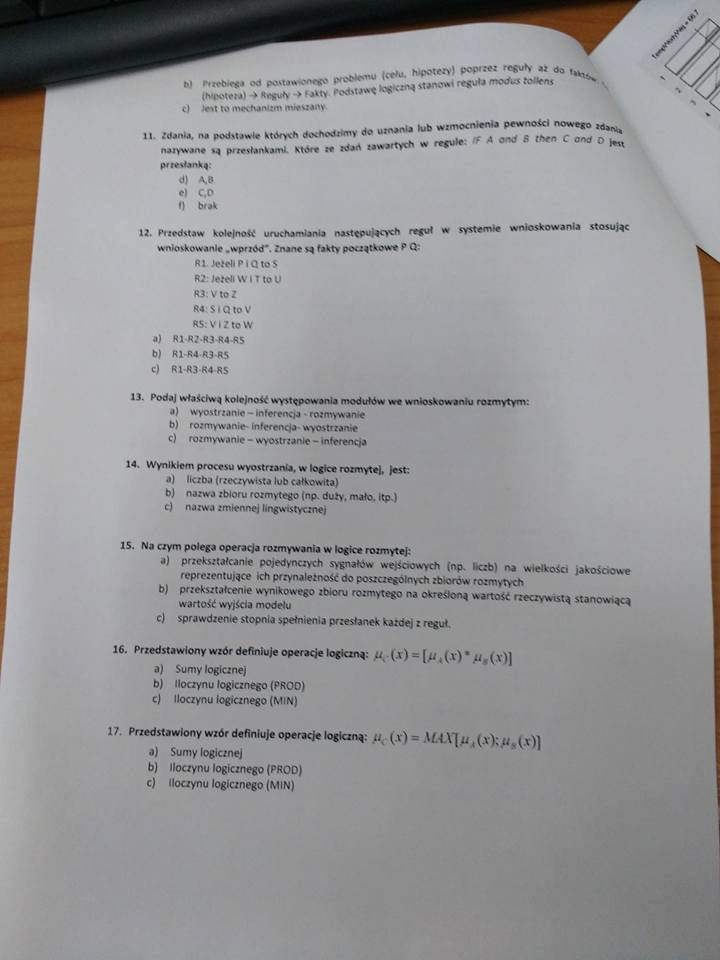 b) Przebiega od postawionego problemu (celu, hipotezy) poprzez reguły aż do faktów
(hipoteza) → Reguły → Fakty. Podstawę logiczną stanowi reguła modus tollens
c) Jest to mechanizm mieszany.
11. Zdania, na podstawie których dochodzimy do uznania lub wzmocnienia pewności nowego zdania
nazywane są przesłankami. Które ze zdań zawartych w regule: IF A and B then C and D jest
przesłanką:
d) A,B
e) C,D
f) brak
12. Przedstaw kolejność uruchamiania następujących reguł w systemie wnioskowania stosując
wnioskowanie „wprzód". Znane są fakty początkowe P Q:
R1. Jeżeli P i Q to S
R2: Jeżeli W i T to U
R3: V to Z
R4: S i Q to V
R5: V i Z to W
a) R1-R2-R3-R4-R5
b) R1-R4-R3-R5
c) R1-R3-R4-R5
13. Podaj właściwą kolejność występowania modułów we wnioskowaniu rozmytym:
a) wyostrzanie – inferencja - rozmywanie
b) rozmywanie- inferencja- wyostrzanie
c) rozmywanie – wyostrzanie – inferencja
14. Wynikiem procesu wyostrzania, w logice rozmytej, jest:
a) liczba (rzeczywista lub całkowita)
b) nazwa zbioru rozmytego (np. duży, mało, itp.)
c) nazwa zmiennej lingwistycznej
15. Na czym polega operacja rozmywania w logice rozmytej:
a) przekształcanie pojedynczych sygnałów wejściowych (np. liczb) na wielkości jakościowe
reprezentujące ich przynależność do poszczególnych zbiorów rozmytych
b) przekształcenie wynikowego zbioru rozmytego na określoną wartość rzeczywistą stanowiącą
wartość wyjścia modelu
c) sprawdzenie stopnia spełnienia przesłanek każdej z reguł.
16. Przedstawiony wzór definiuje operacje logiczną: μC(x) = [μA(x) * μB(x)]
a) Sumy logicznej
b) Iloczynu logicznego (PROD)
c) Iloczynu logicznego (MIN)
17. Przedstawiony wzór definiuje operacje logiczną: μC(x) = MAX[μA(x); μB(x)]
a) Sumy logicznej
b) Iloczynu logicznego (PROD)
c) Iloczynu logicznego (MIN)
1
2
3
4